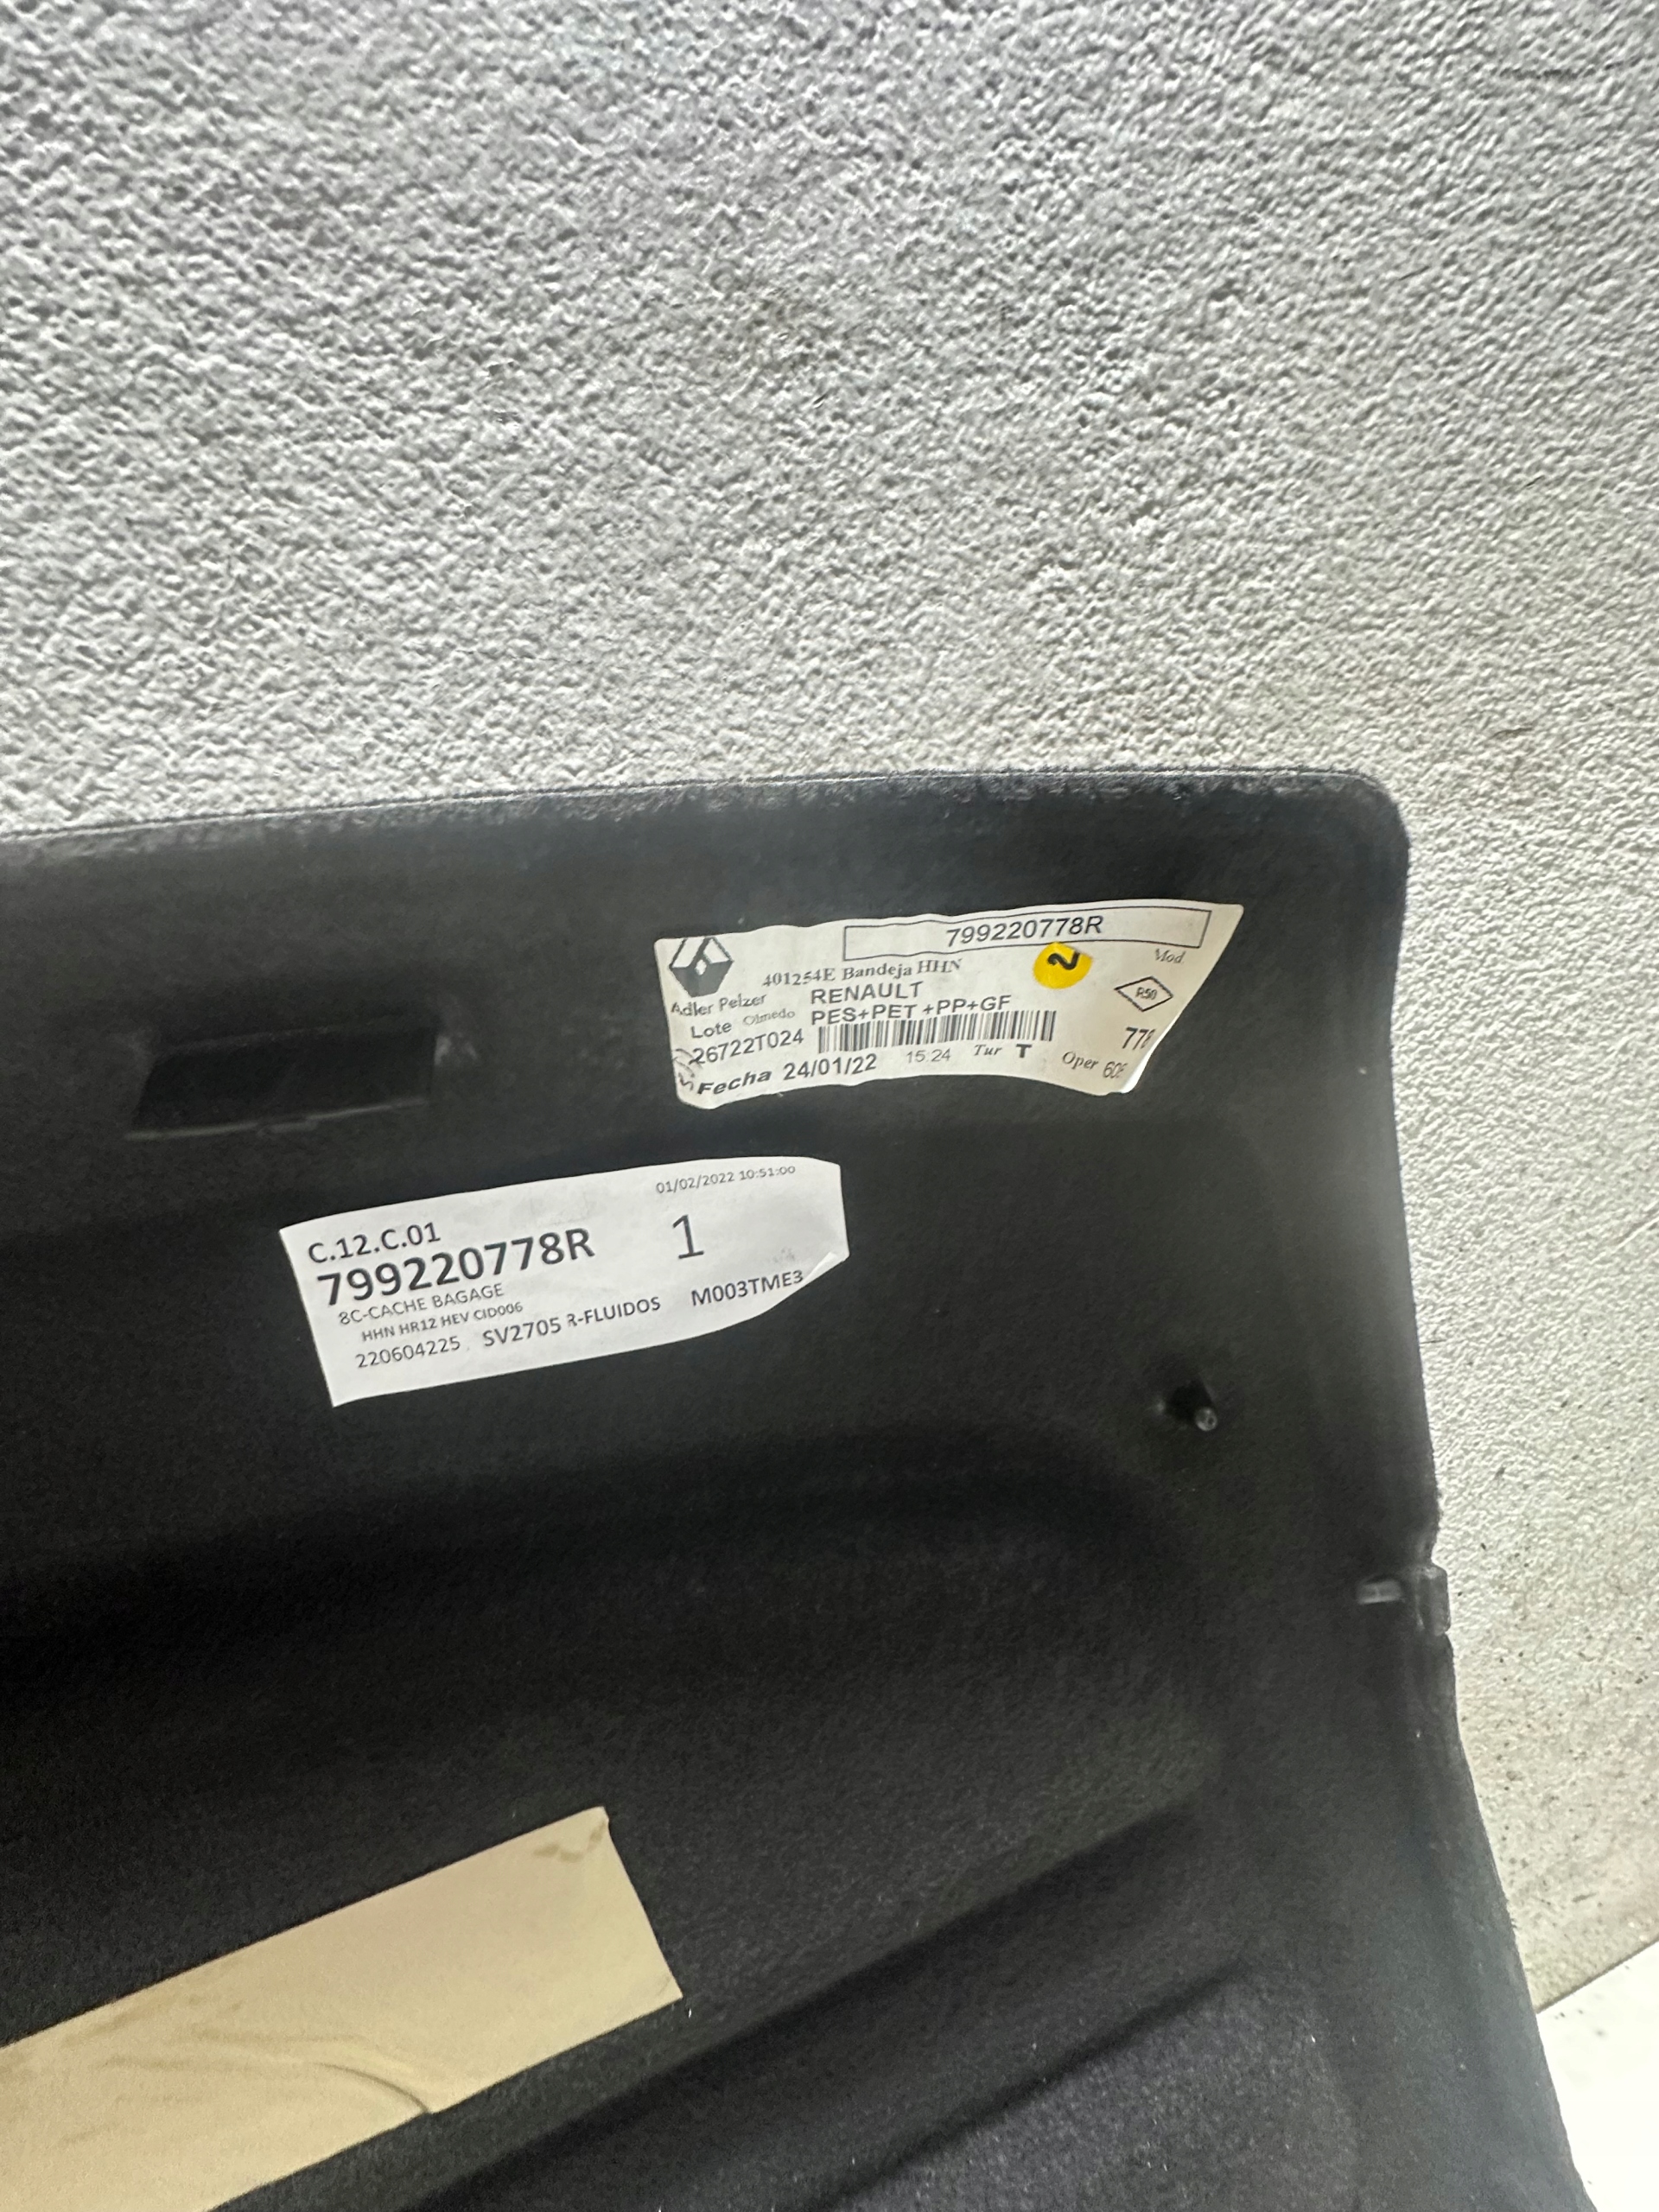 799220778R
401254E Bandeja HHN
2
Mod.
Adler Pelzer RENAULT
R50
Lote Olmedo PES+PET +PP+GF
26722T024
Fecha 24/01/22 15:24 Tur T Oper
01/02/2022 10:51:00
C.12.C.01
799220778R 1
8C-CACHE BAGAGE
HHN HR12 HEV CID006
220604225 SV2705 R-FLUIDOS M003TME3